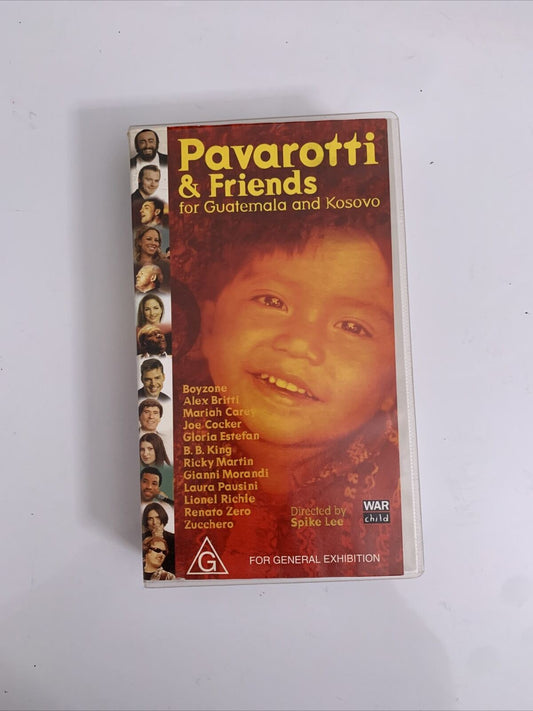 Pavarotti
& Friends
for Guatemala and Kosovo
Boyzone
Alex Britti
Mariah Carey
Joe Cocker
Gloria Estefan
B. B. King
Ricky Martin
Gianni Morandi
Laura Pausini
Lionel Richie
Renato Zero
Zucchero
Directed by
Spike Lee
WAR
child
G
FOR GENERAL EXHIBITION